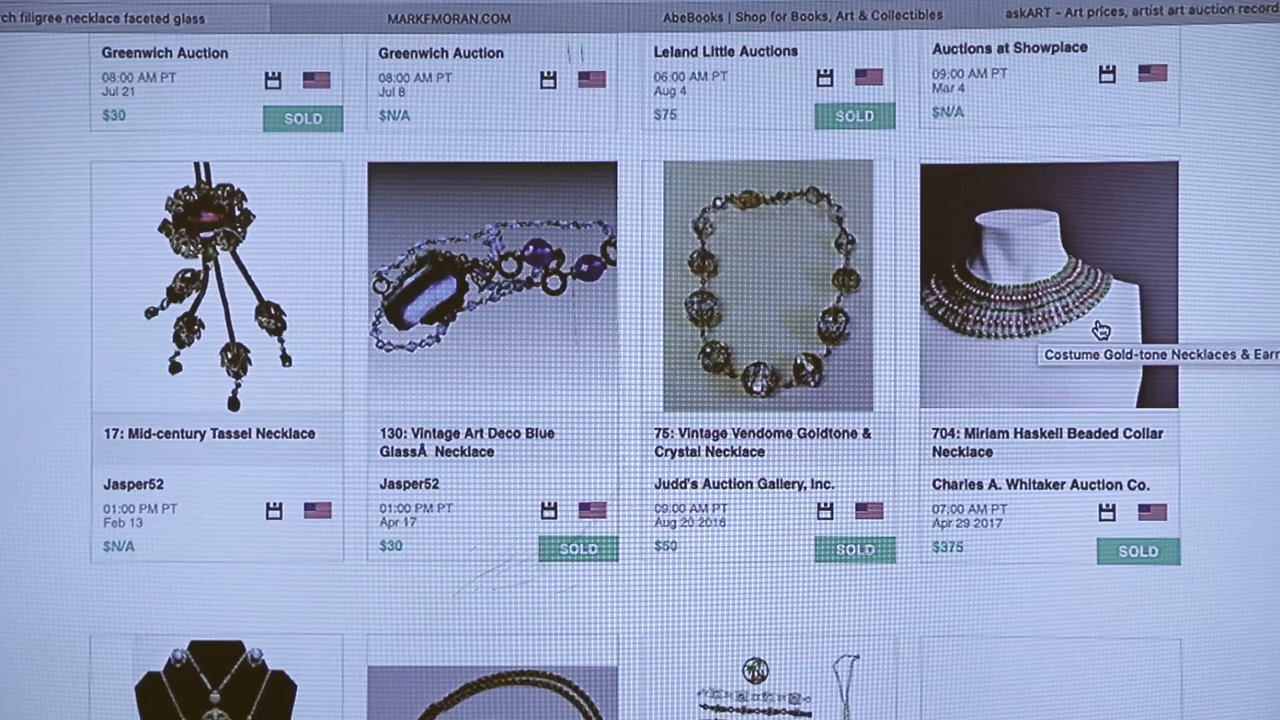 ch filigree necklace faceted glass
MARKFMORAN.COM
AbeBooks | Shop for Books, Art & Collectibles
askART - Art prices, artist art auction record
Greenwich Auction
08:00 AM PT
Jul 21
$30
SOLD
Greenwich Auction
08:00 AM PT
Jul 8
$N/A
Leland Little Auctions
06:00 AM PT
Aug 4
$75
SOLD
Auctions at Showplace
09:00 AM PT
Mar 4
$N/A
Costume Gold-tone Necklaces & Earr
17: Mid-century Tassel Necklace
Jasper52
01:00 PM PT
Feb 13
$N/A
130: Vintage Art Deco Blue
GlassÂ Necklace
Jasper52
01:00 PM PT
Apr 17
$30
SOLD
75: Vintage Vendome Goldtone &
Crystal Necklace
Judd's Auction Gallery, Inc.
09:00 AM PT
Aug 20 2016
$50
SOLD
704: Miriam Haskell Beaded Collar
Necklace
Charles A. Whitaker Auction Co.
07:00 AM PT
Apr 29 2017
$375
SOLD